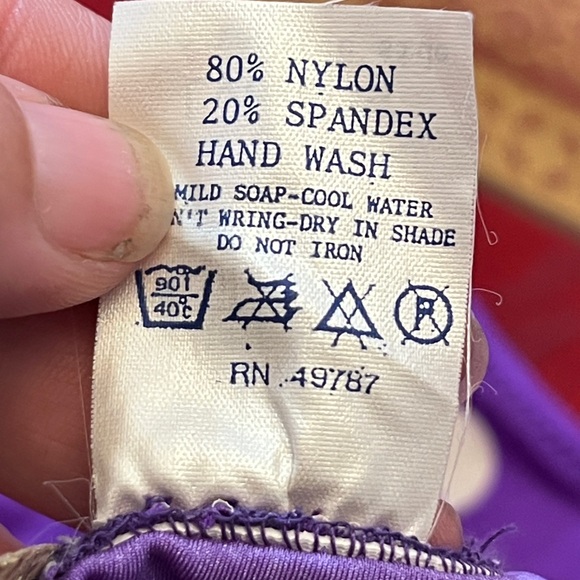 80% NYLON
20% SPANDEX
HAND WASH
MILD SOAP-COOL WATER
N'T WRING-DRY IN SHADE
DO NOT IRON
40°C
RN 49787